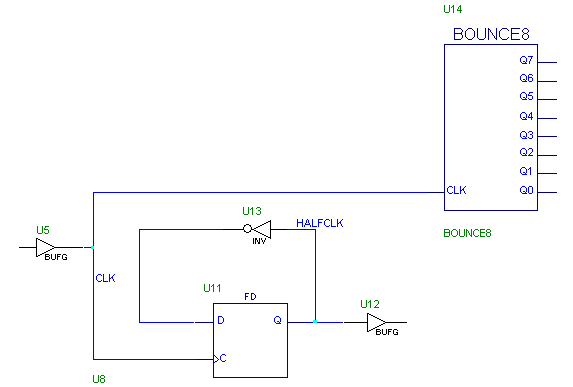 U14
BOUNCE8
Q7
Q6
Q5
Q4
Q3
Q2
Q1
CLK Q0
U13
HALFCLK
U5
INV
BOUNCE8
BUFG
CLK
U11 FD
U12
D Q
BUFG
C
U8